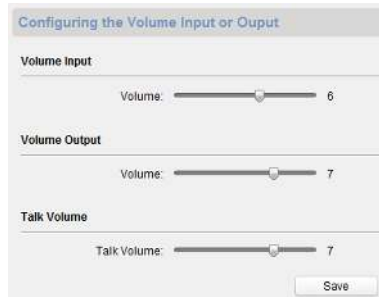 Configuring the Volume Input or Ouput
Volume Input
Volume: 6
Volume Output
Volume: 7
Talk Volume
Talk Volume: 7
Save